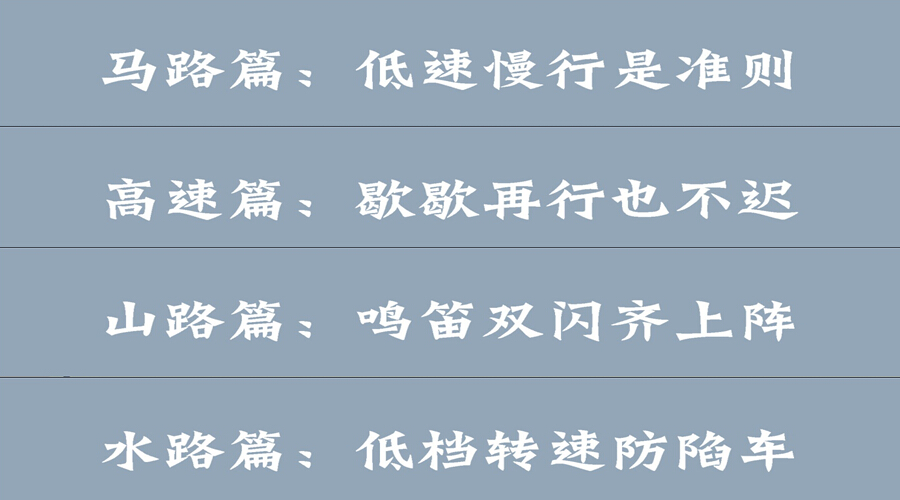 马路篇：低速慢行是准则
高速篇：歇歇再行也不迟
山路篇：鸣笛双闪齐上阵
水路篇：低档转速防陷车